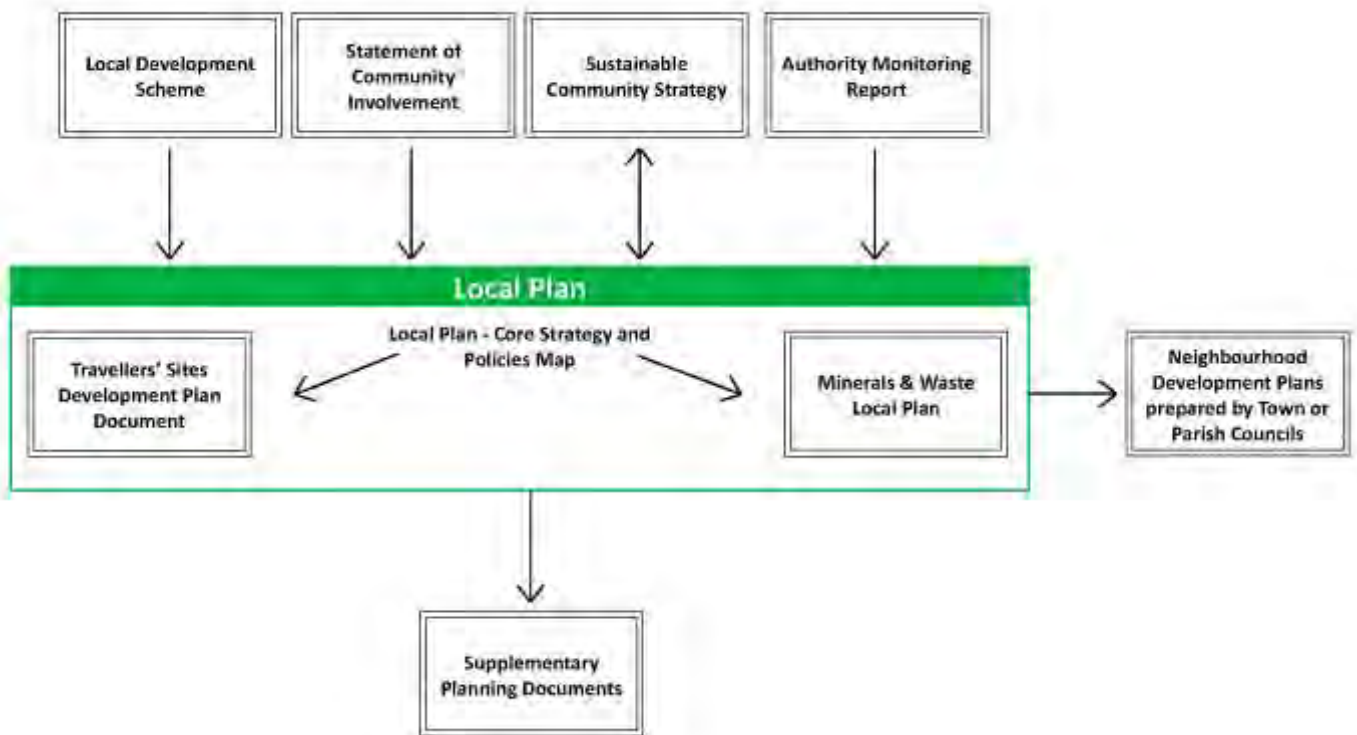 Local Development
Scheme
Statement of
Community
Involvement
Sustainable
Community Strategy
Authority Monitoring
Report
Local Plan
Local Plan - Core Strategy and
Policies Map
Travellers' Sites
Development Plan
Document
Minerals & Waste
Local Plan
Neighbourhood
Development Plans
prepared by Town or
Parish Councils
Supplementary
Planning Documents